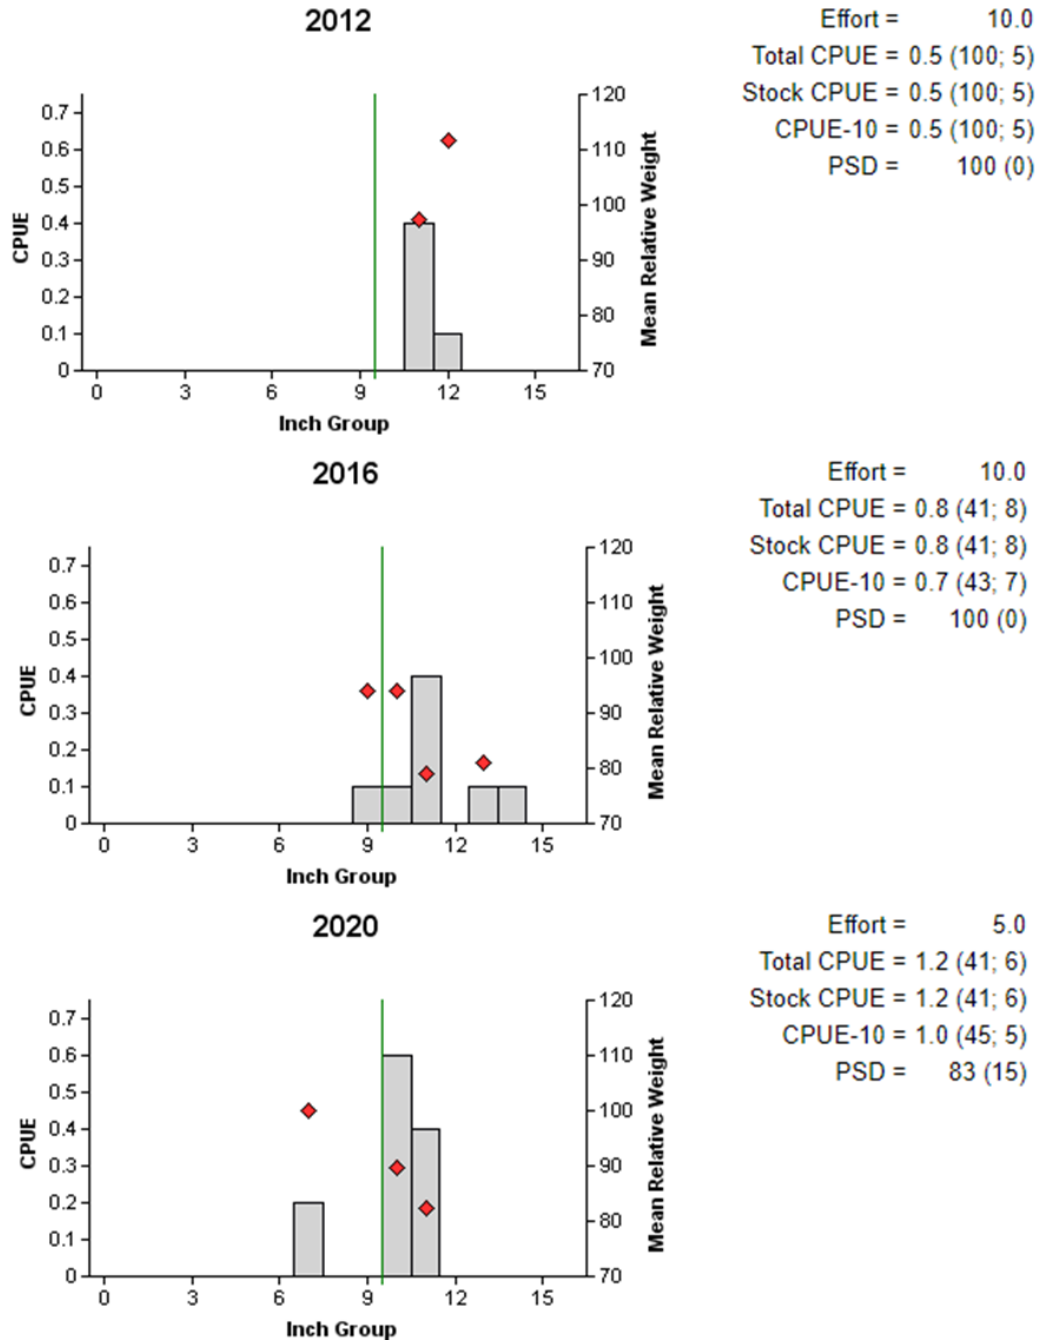 2012
Effort = 10.0
Total CPUE = 0.5 (100; 5)
Stock CPUE = 0.5 (100; 5)
CPUE-10 = 0.5 (100; 5)
PSD = 100 (0)
CPUE
0.7
0.6
0.5
0.4
0.3
0.2
0.1
0
120
110
100
90
80
70
Mean Relative Weight
0 3 6 9 12 15
Inch Group
2016
Effort = 10.0
Total CPUE = 0.8 (41; 8)
Stock CPUE = 0.8 (41; 8)
CPUE-10 = 0.7 (43; 7)
PSD = 100 (0)
CPUE
0.7
0.6
0.5
0.4
0.3
0.2
0.1
0
120
110
100
90
80
70
Mean Relative Weight
0 3 6 9 12 15
Inch Group
2020
Effort = 5.0
Total CPUE = 1.2 (41; 6)
Stock CPUE = 1.2 (41; 6)
CPUE-10 = 1.0 (45; 5)
PSD = 83 (15)
CPUE
0.7
0.6
0.5
0.4
0.3
0.2
0.1
0
120
110
100
90
80
70
Mean Relative Weight
0 3 6 9 12 15
Inch Group